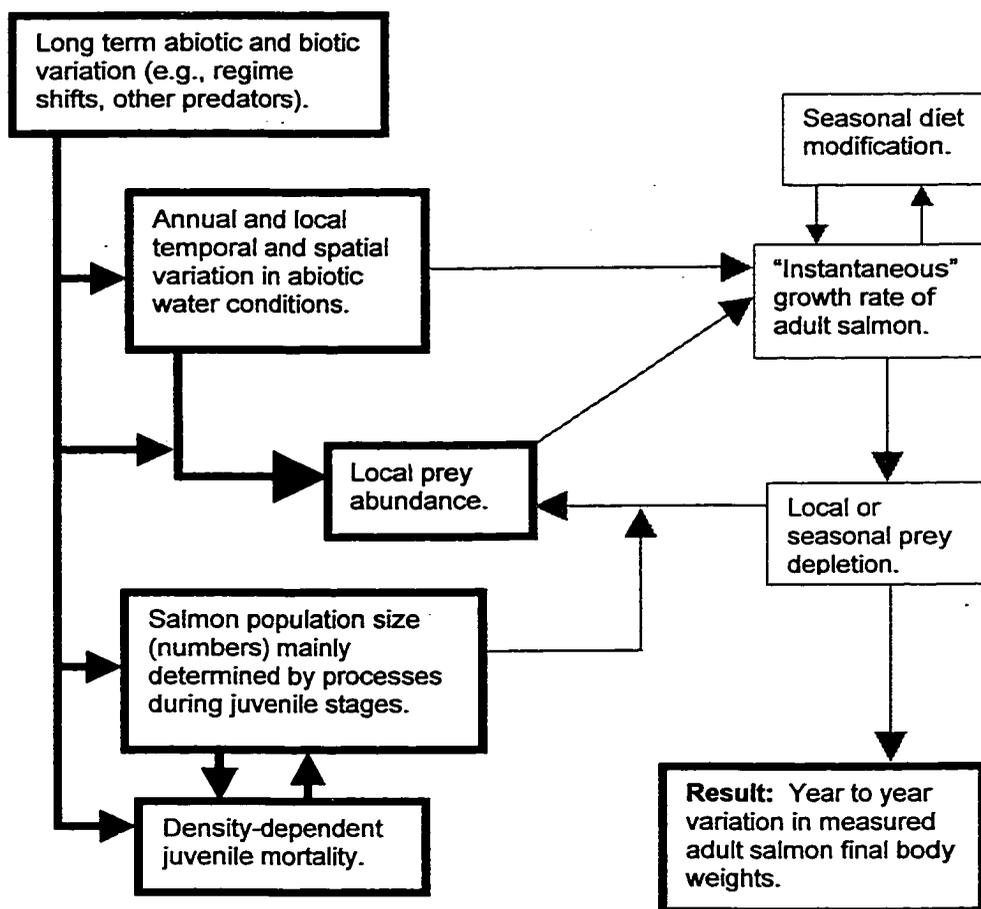 Long term abiotic and biotic
variation (e.g., regime
shifts, other predators).
Seasonal diet
modification.
Annual and local
temporal and spatial
variation in abiotic
water conditions.
“Instantaneous”
growth rate of
adult salmon.
Local prey
abundance.
Local or
seasonal prey
depletion.
Salmon population size
(numbers) mainly
determined by processes
during juvenile stages.
Density-dependent
juvenile mortality.
Result: Year to year
variation in measured
adult salmon final body
weights.